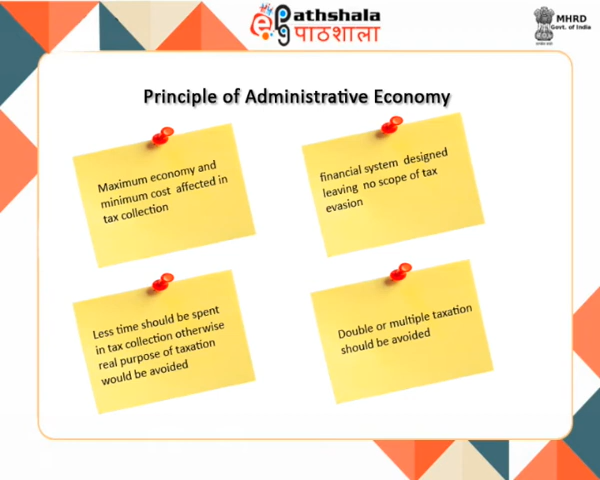 ePgPathshala
पाठशाला
MHRD
Govt. of India
Principle of Administrative Economy
Maximum economy and
minimum cost affected in
tax collection
financial system designed
leaving no scope of tax
evasion
Less time should be spent
in tax collection otherwise
real purpose of taxation
would be avoided
Double or multiple taxation
should be avoided